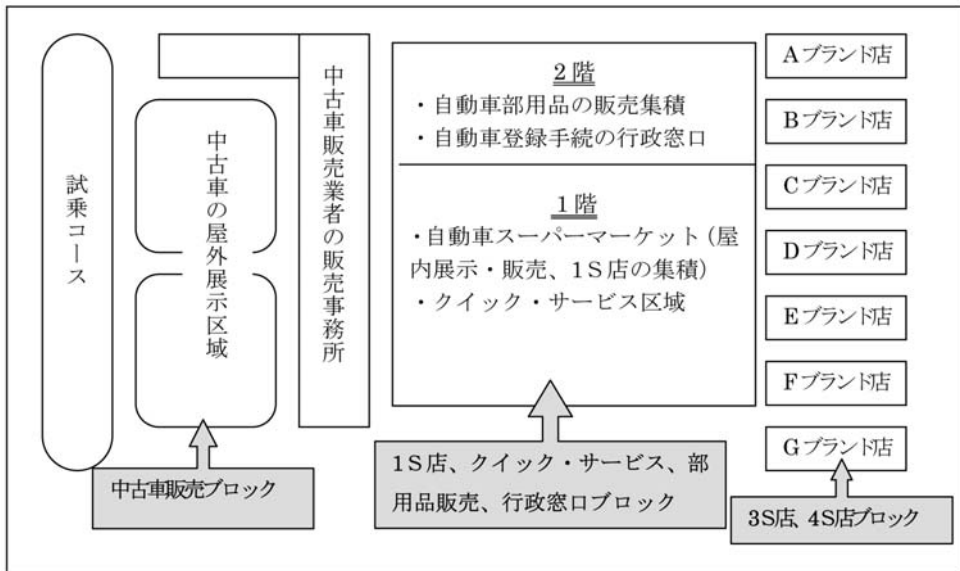 試乗コース
中古車の屋外展示区域
中古車販売業者の販売事務所
2階
・自動車部用品の販売集積
・自動車登録手続の行政窓口
1階
・自動車スーパーマーケット(屋
内展示・販売、1S店の集積)
・クイック・サービス区域
Aブランド店
Bブランド店
Cブランド店
Dブランド店
Eブランド店
Fブランド店
Gブランド店
中古車販売ブロック
1S店、クイック・サービス、部
用品販売、行政窓口ブロック
3S店、4S店ブロック